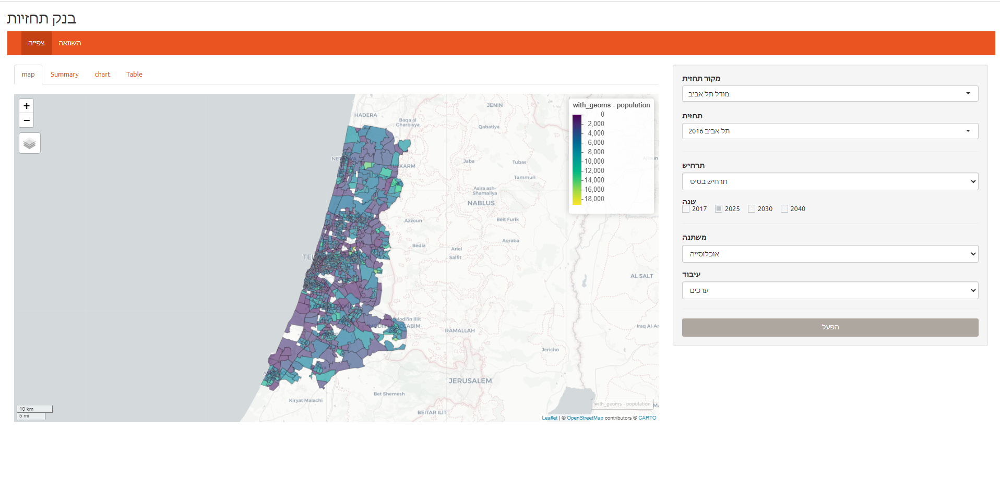 בנק תחזיות
צפייה
השוואה
map
Summary
chart
Table
+
−
HADERA
JENIN
Baqa al
Gharbiyya
Qabatiya
with_geoms - population
0
2,000
4,000
6,000
8,000
10,000
12,000
14,000
16,000
18,000
Jaba
Tubas
Tammun
Asira ash-
Shamaliya
NABLUS
Azzoun
Beit Furik
Bedia
Aqraba
Ariel
Salfit
AL SALT
Modi'in Illit
RAMALLAH
Iraq Al-Ar
Jericho
JERUSALEM
Bet Shemesh
Kiryat Malachi
BEITAR ILIT
with_geoms - population
10 km
5 mi
Leaflet | © OpenStreetMap contributors © CARTO
מקור תחזית
מודל תל אביב
תחזית
תל אביב 2016
תרחיש
תרחיש בסיס
שנה
2017
2025
2030
2040
משתנה
אוכלוסייה
עיבוד
ערכים
הפעל